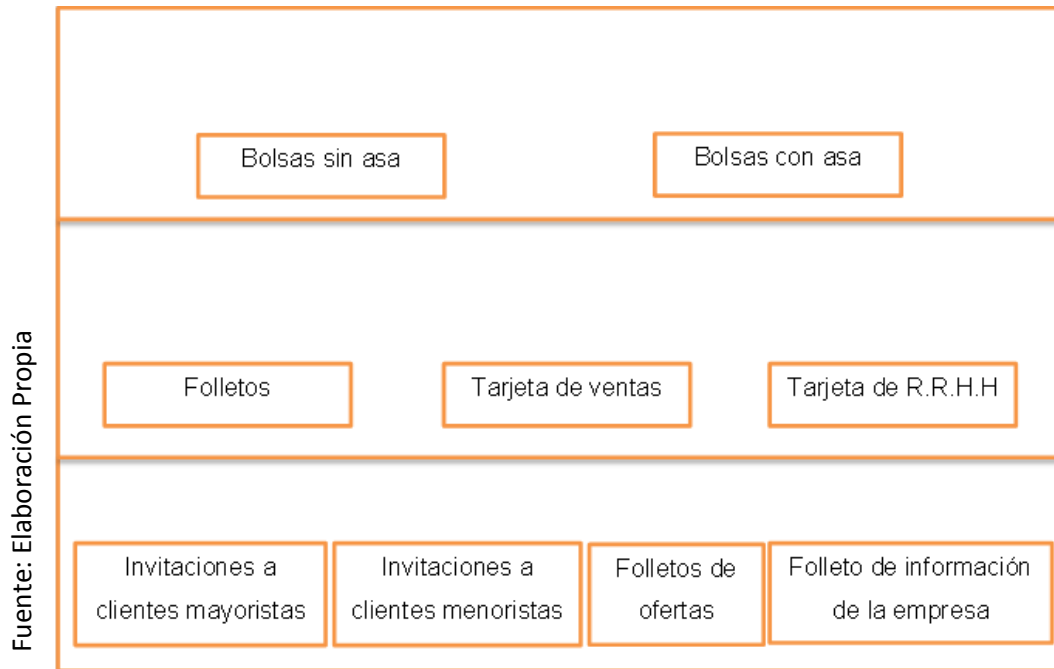 Bolsas sin asa
Bolsas con asa
Folletos
Tarjeta de ventas
Tarjeta de R.R.H.H
Invitaciones a
clientes mayoristas
Invitaciones a
clientes menoristas
Folletos de
ofertas
Folleto de información
de la empresa
Fuente: Elaboración Propia